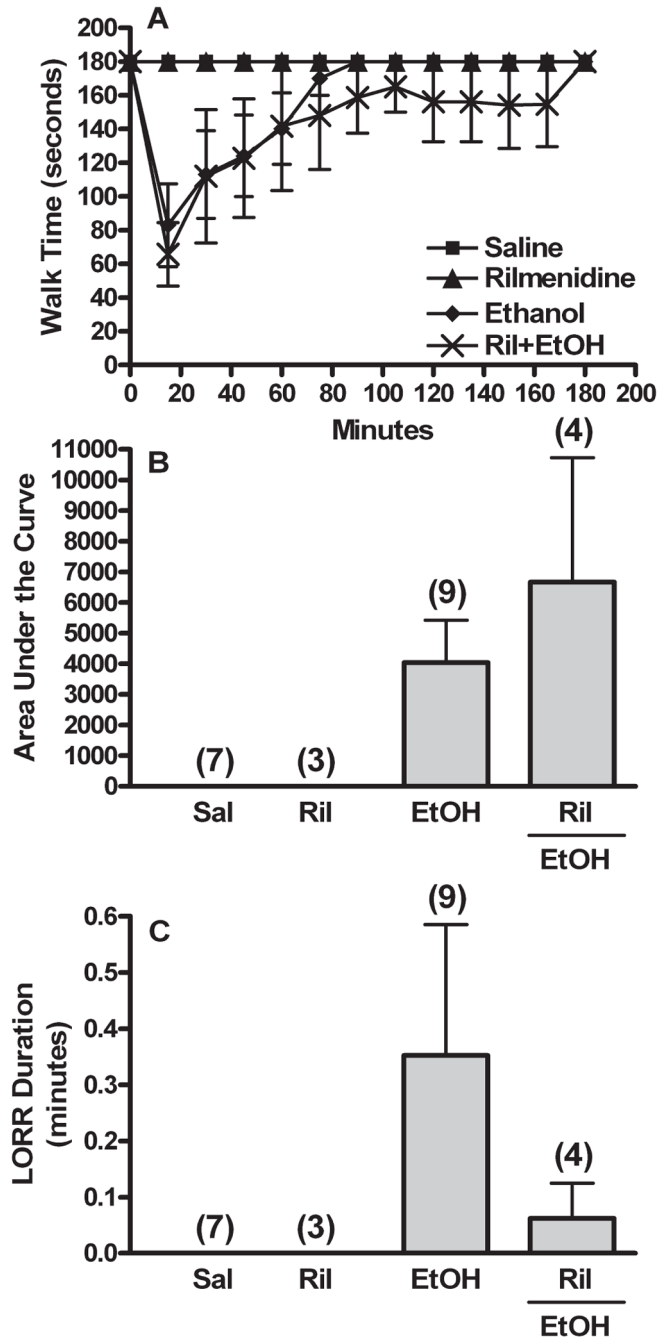 A
200
180
160
140
120
100
80
60
40
20
0
Walk Time (seconds)
Saline
Rilmenidine
Ethanol
Ril+EtOH
0 20 40 60 80 100 120 140 160 180 200
Minutes
B
11000
10000
9000
8000
7000
6000
5000
4000
3000
2000
1000
0
Area Under the Curve
(7) (3) (9) (4)
Sal Ril EtOH Ril
EtOH
C
0.6
0.5
0.4
0.3
0.2
0.1
0.0
LORR Duration
(minutes)
(7) (3) (9) (4)
Sal Ril EtOH Ril
EtOH